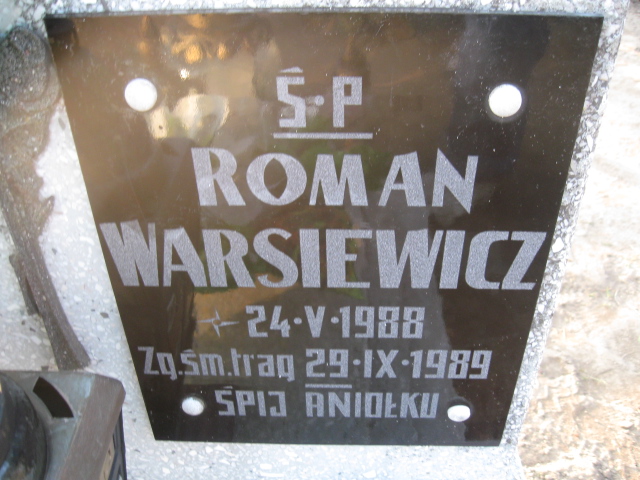 Ś·P
ROMAN
WARSIEWICZ
24·V·1988
Zg.śm.trag 29·IX·1989
ŚPIJ ANIOŁKU